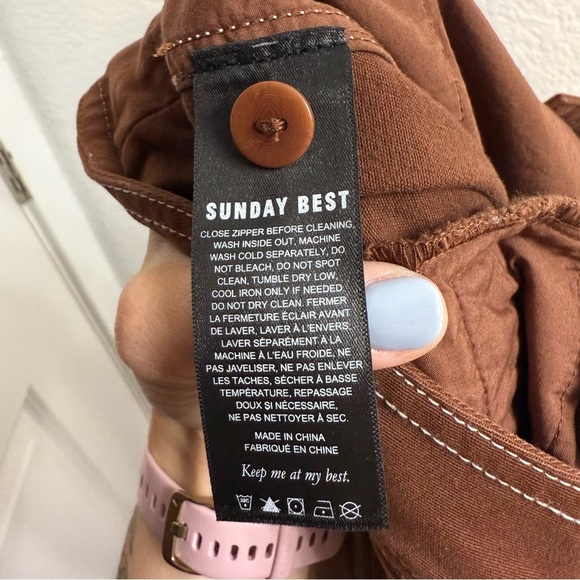 SUNDAY BEST
CLOSE ZIPPER BEFORE CLEANING,
WASH INSIDE OUT, MACHINE
WASH COLD SEPARATELY, DO
NOT BLEACH, DO NOT SPOT
CLEAN, TUMBLE DRY LOW,
COOL IRON ONLY IF NEEDED,
DO NOT DRY CLEAN. FERMER
LA FERMETURE ÉCLAIR AVANT
DE LAVER, LAVER À L'ENVERS,
LAVER SÉPARÉMENT À LA
MACHINE À L'EAU FROIDE, NE
PAS JAVELISER, NE PAS ENLEVER
LES TACHES, SÉCHER À BASSE
TEMPÉRATURE, REPASSAGE
DOUX SI NÉCESSAIRE,
NE PAS NETTOYER À SEC.
MADE IN CHINA
FABRIQUÉ EN CHINE
Keep me at my best.